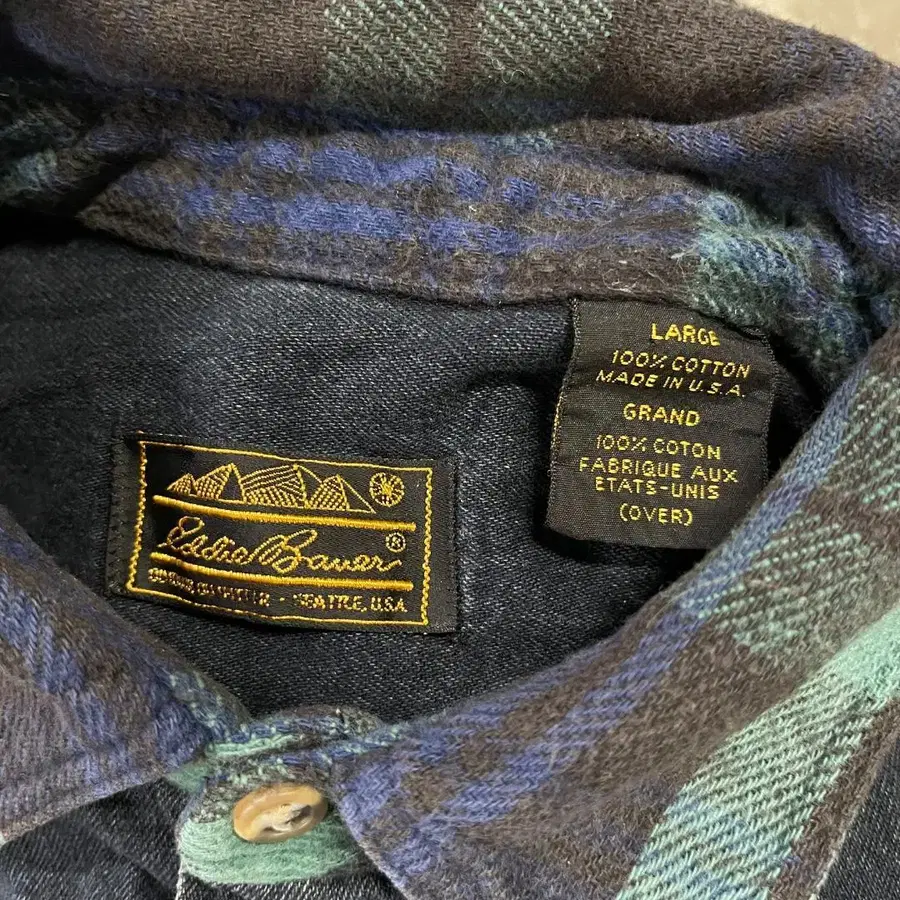 Eddie Bauer®
SEATTLE, U.S.A.
LARGE
100% COTTON
MADE IN U.S.A.
GRAND
100% COTON
FABRIQUE AUX
ETATS-UNIS
(OVER)